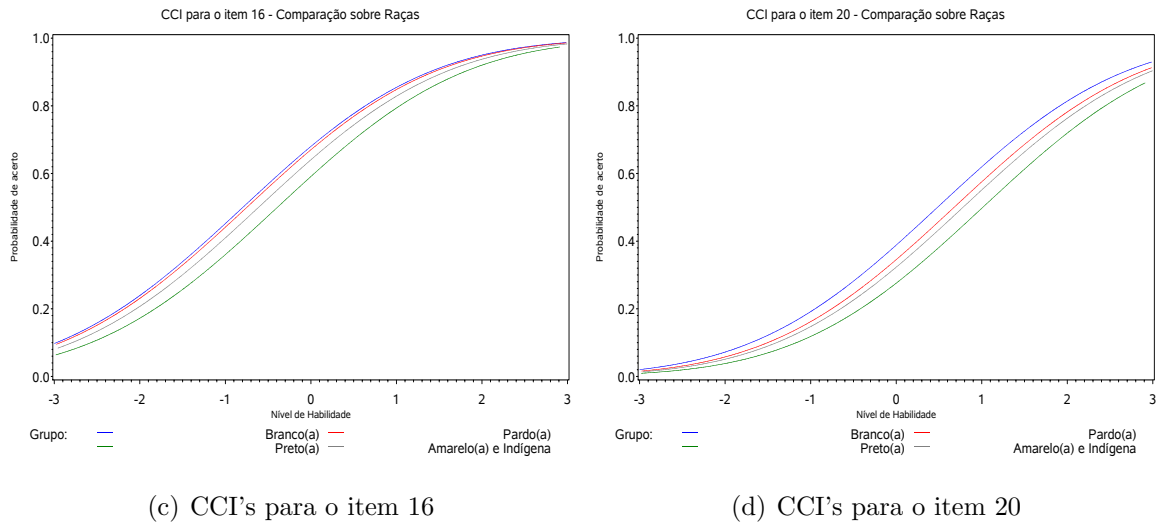 CCI para o item 16 - Comparação sobre Raças
Probabilidade de acerto
1.0
0.8
0.6
0.4
0.2
0.0
-3 -2 -1 0 1 2 3
Nível de Habilidade
Grupo: Branco(a) Pardo(a)
Preto(a) Amarelo(a) e Indígena
(c) CCI's para o item 16
CCI para o item 20 - Comparação sobre Raças
Probabilidade de acerto
1.0
0.8
0.6
0.4
0.2
0.0
-3 -2 -1 0 1 2 3
Nível de Habilidade
Grupo: Branco(a) Pardo(a)
Preto(a) Amarelo(a) e Indígena
(d) CCI's para o item 20